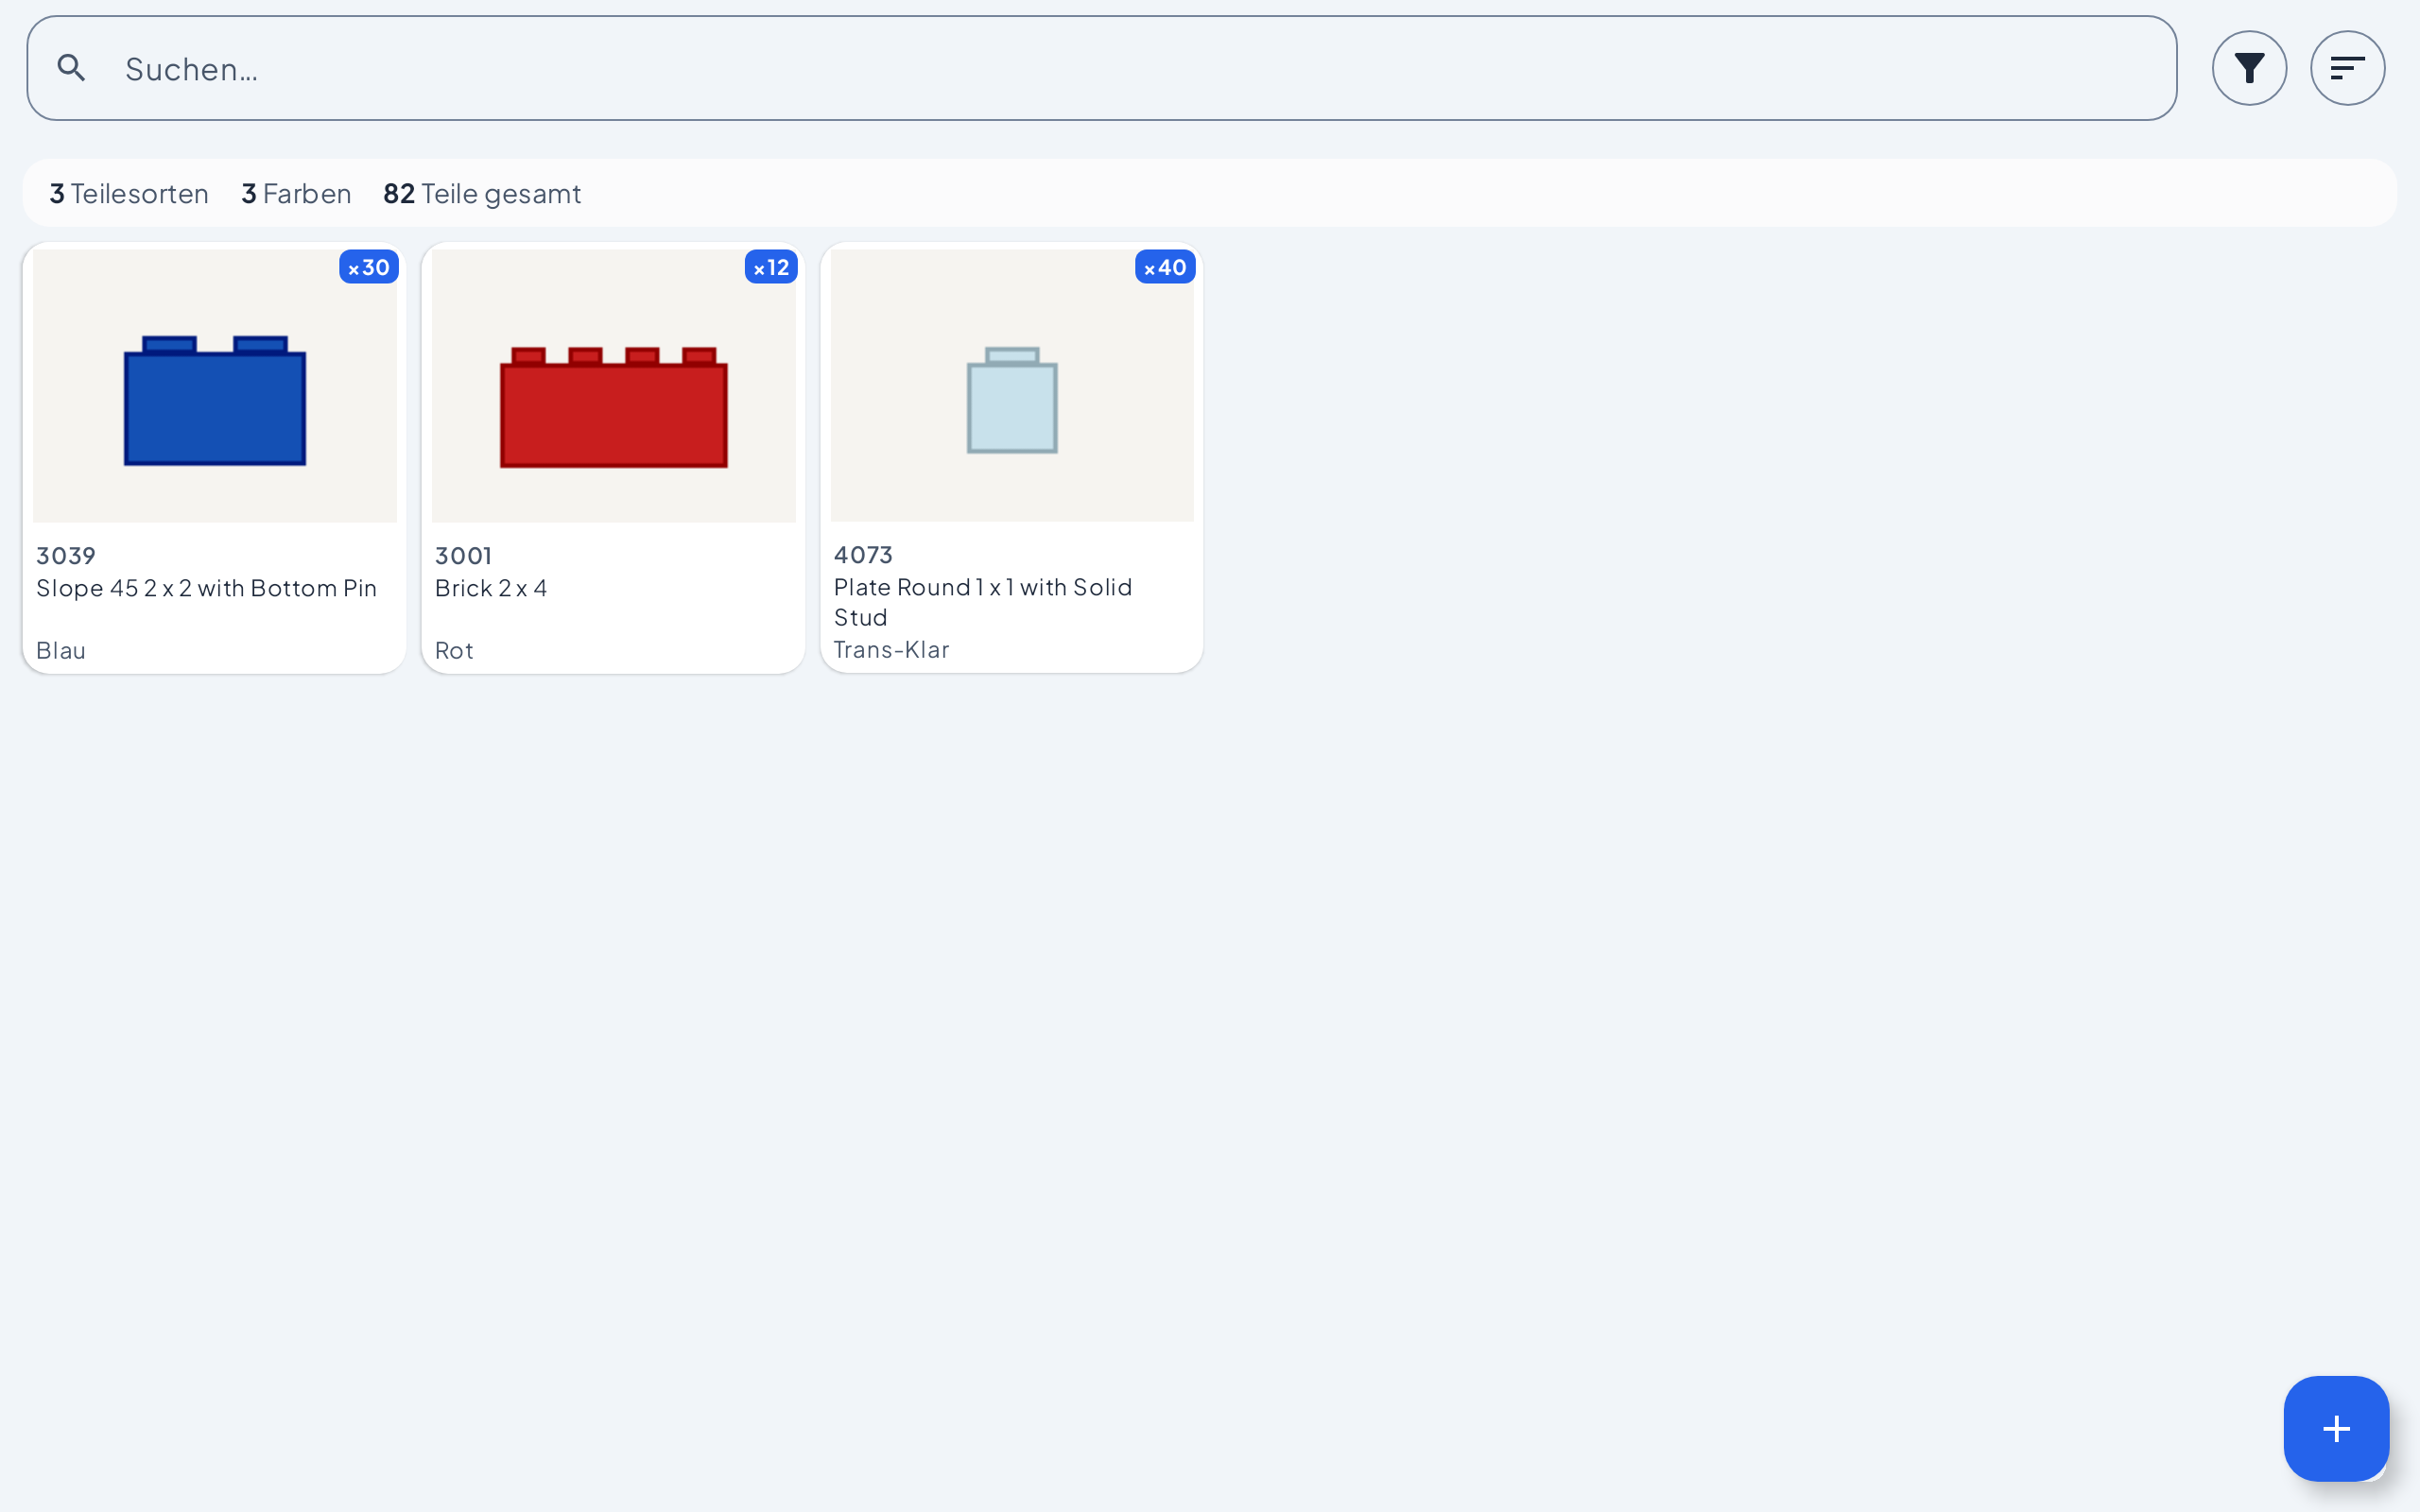 Suchen...
3 Teilesorten 3 Farben 82 Teile gesamt
×30
3039
Slope 45 2 x 2 with Bottom Pin
Blau
×12
3001
Brick 2 x 4
Rot
×40
4073
Plate Round 1 x 1 with Solid
Stud
Trans-Klar